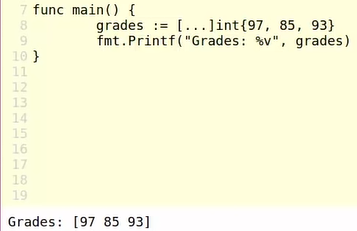 7 func main() {
8         grades := [...]int{97, 85, 93}
9         fmt.Printf("Grades: %v", grades)
10 }
11
12
13
14
15
16
17
18
19
Grades: [97 85 93]